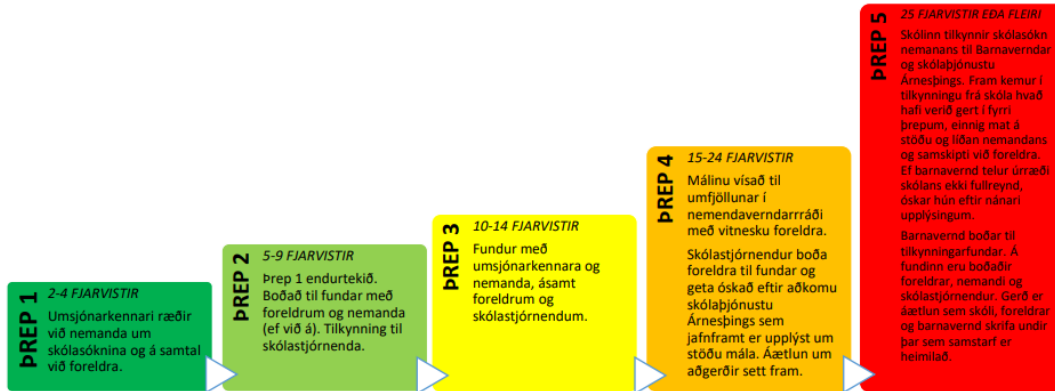 ÞREP 1
2-4 FJARVISTIR
Umsjónarkennari ræðir
við nemanda um
skólasóknina og á samtal
við foreldra.
ÞREP 2
5-9 FJARVISTIR
Þrep 1 endurtekið.
Boðað til fundar með
foreldrum og nemanda
(ef við á). Tilkynning til
skólastjórnenda.
ÞREP 3
10-14 FJARVISTIR
Fundur með
umsjónarkennara og
nemanda, ásamt
foreldrum og
skólastjórnendum.
ÞREP 4
15-24 FJARVISTIR
Málinu vísað til
umfjöllunar í
nemendaverndarrráði
með vitnesku foreldra.
Skólastjórnendur boða
foreldra til fundar og
geta óskað eftir aðkomu
skólaþjónustu
Árnesþings sem
jafnframt er upplýst um
stöðu mála. Áætlun um
aðgerðir sett fram.
ÞREP 5
25 FJARVISTIR EÐA FLEIRI
Skólinn tilkynnir skólasókn
nemanans til Barnaverndar
og skólaþjónustu
Árnesþings. Fram kemur í
tilkynningu frá skóla hvað
hafi verið gert í fyrri
þrepum, einnig mat á
stöðu og líðan nemandans
og samskipti við foreldra.
Ef barnavernd telur úrræði
skólans ekki fullreynd,
óskar hún eftir nánari
upplýsingum.
Barnavernd boðar til
tilkynningarfundar. Á
fundinn eru boðaðir
foreldrar, nemandi og
skólastjórnendur. Gerð er
áætlun sem skóli, foreldrar
og barnavernd skrifa undir
þar sem samstarf er
heimilað.